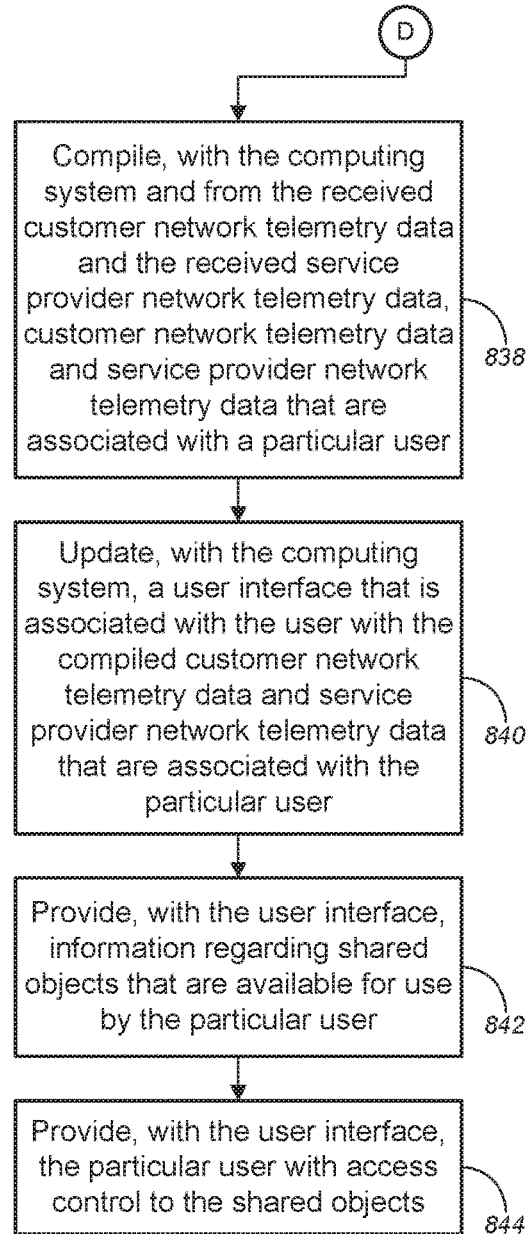 D
Compile, with the computing
system and from the received
customer network telemetry data
and the received service
provider network telemetry data,
customer network telemetry data
and service provider network
telemetry data that are
associated with a particular user
838
Update, with the computing
system, a user interface that is
associated with the user with the
compiled customer network
telemetry data and service
provider network telemetry data
that are associated with the
particular user
840
Provide, with the user interface,
information regarding shared
objects that are available for use
by the particular user
842
Provide, with the user interface,
the particular user with access
control to the shared objects
844